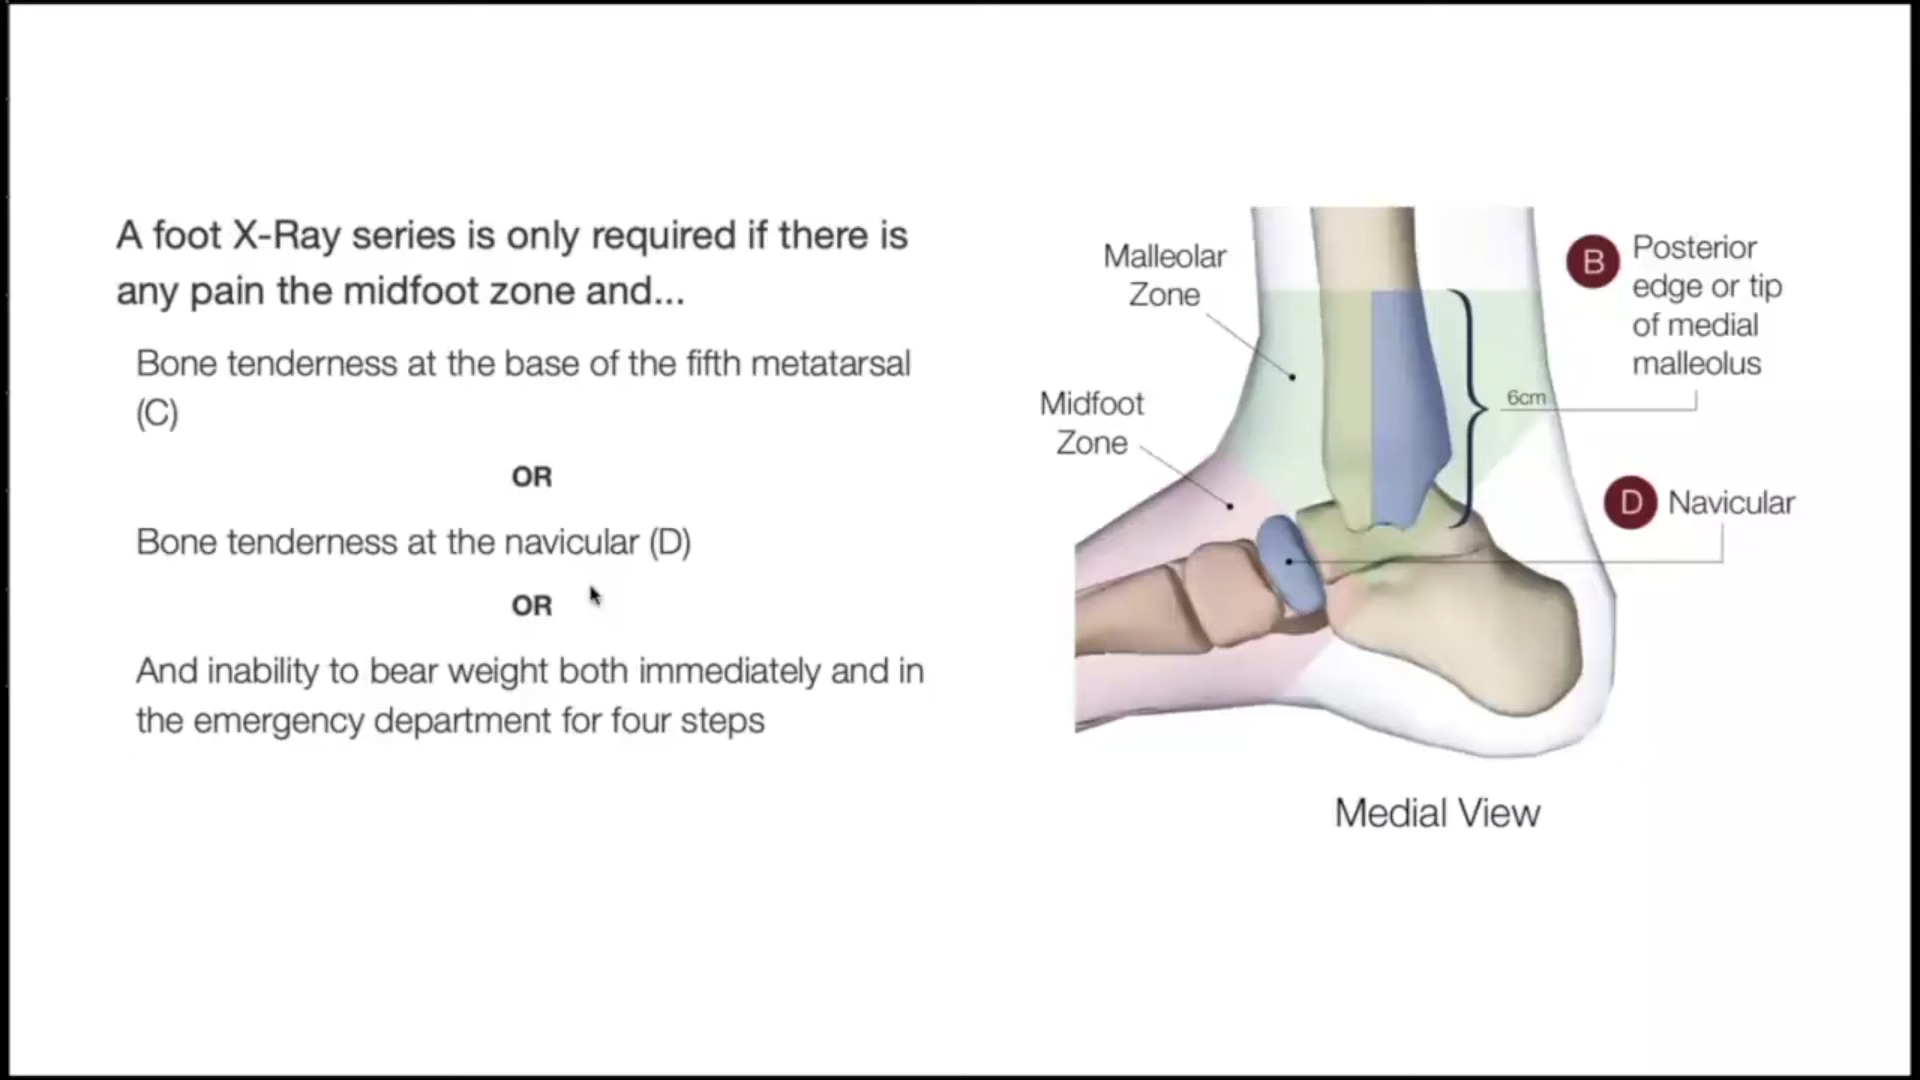 A foot X-Ray series is only required if there is
any pain the midfoot zone and...
Bone tenderness at the base of the fifth metatarsal
(C)
OR
Bone tenderness at the navicular (D)
OR
And inability to bear weight both immediately and in
the emergency department for four steps
Malleolar
Zone
Midfoot
Zone
B
Posterior
edge or tip
of medial
malleolus
6cm
D Navicular
Medial View